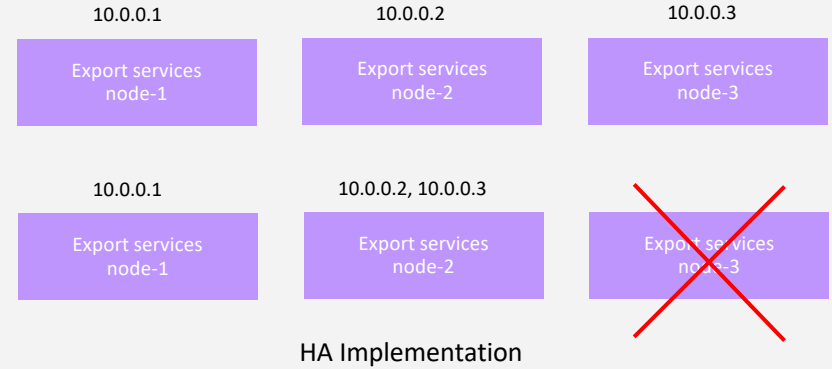 10.0.0.1
10.0.0.2
10.0.0.3
Export services
node-1
Export services
node-2
Export services
node-3
10.0.0.1
10.0.0.2, 10.0.0.3
Export services
node-1
Export services
node-2
Export services
node-3
HA Implementation